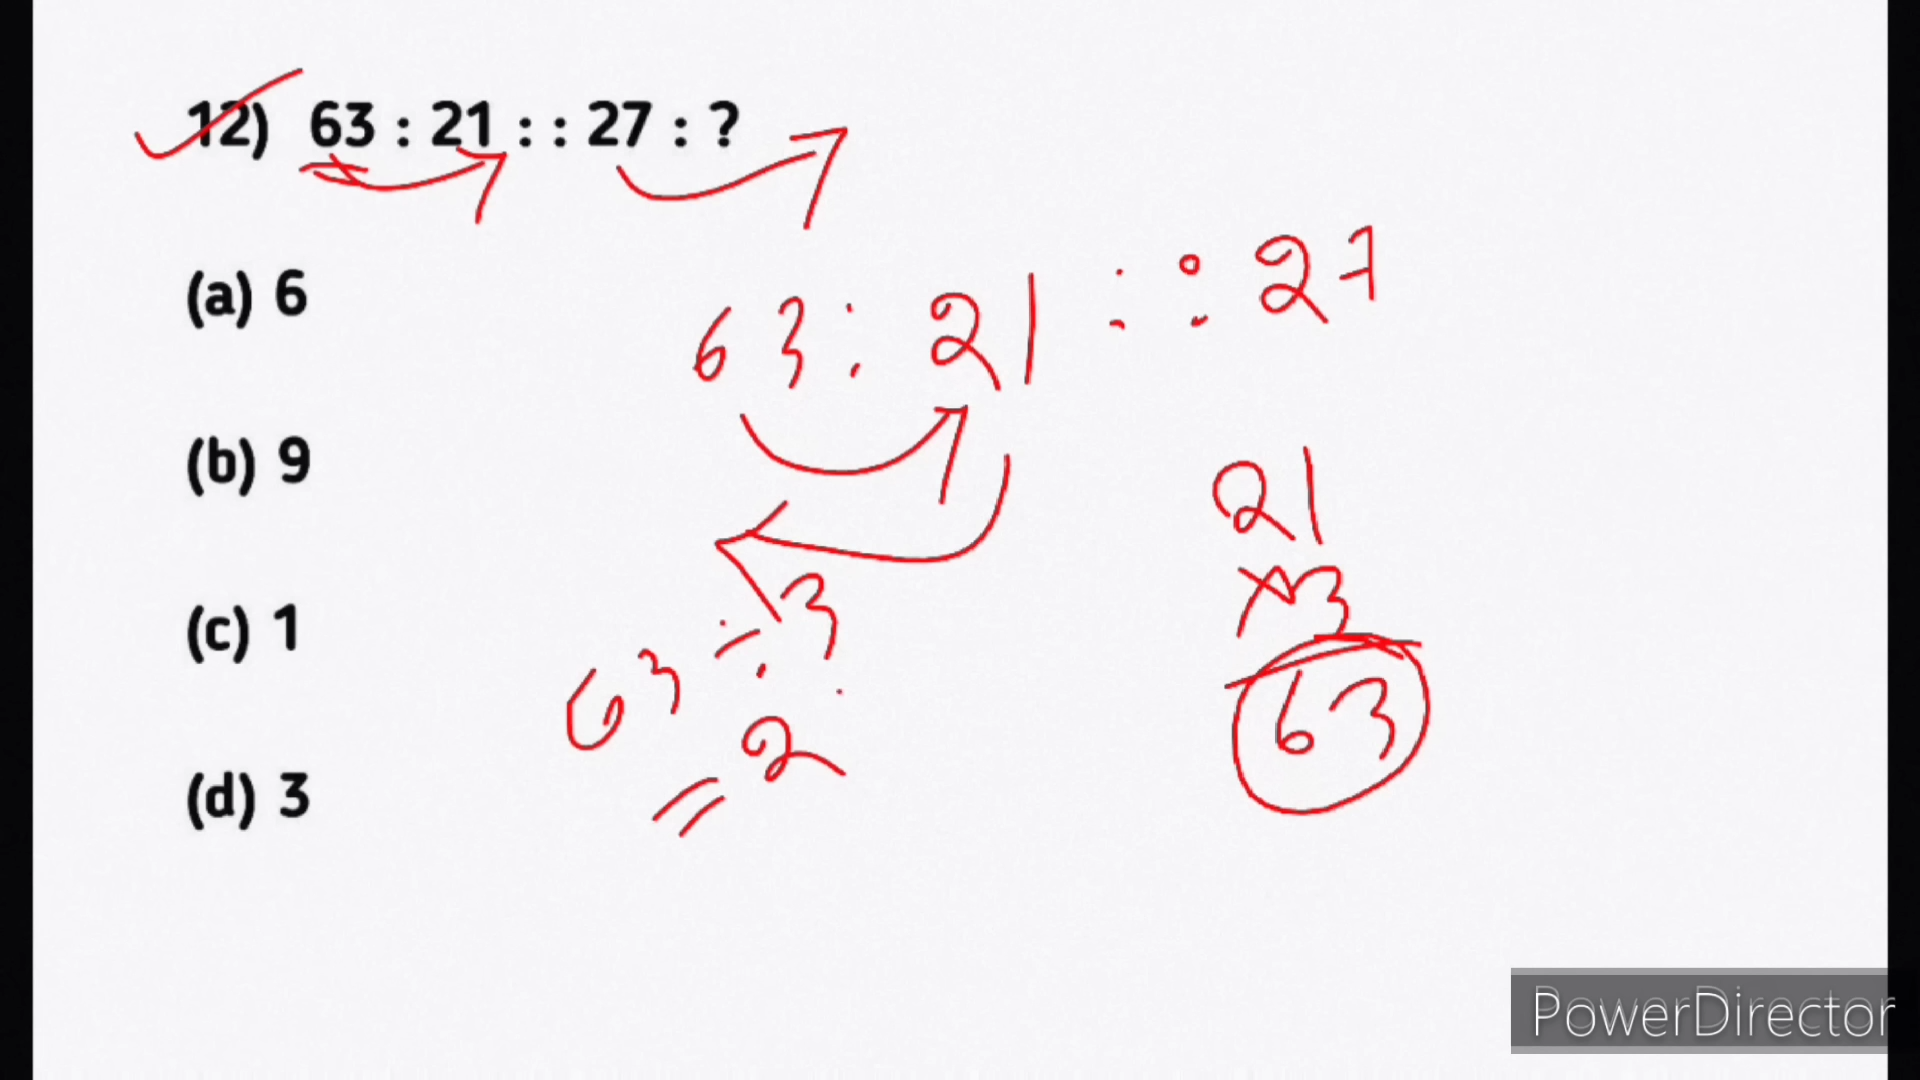 12) 63 : 21 : : 27 : ?
(a) 6
63 : 21 : : 27
(b) 9
21
×3
63
(c) 1
63 ÷ 3
= 2
(d) 3
PowerDirector